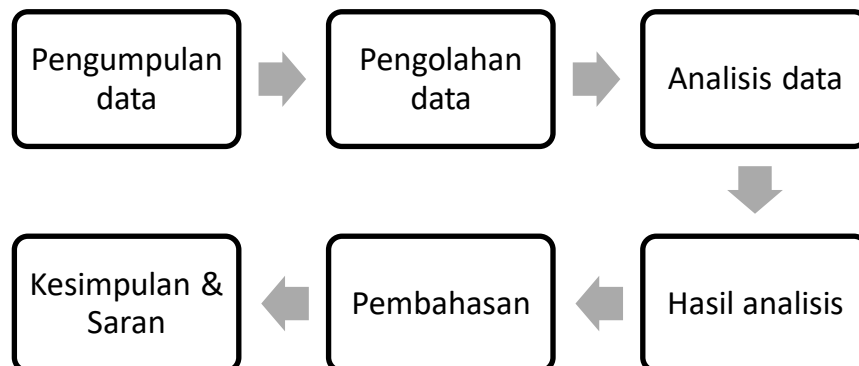 Pengumpulan
data
Pengolahan
data
Analisis data
Hasil analisis
Pembahasan
Kesimpulan &
Saran